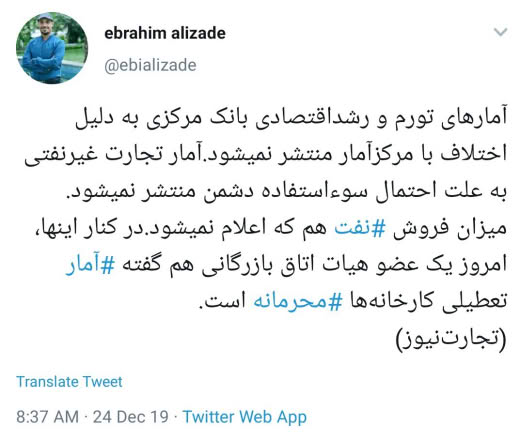 ebrahim alizade
@ebializade
آمارهای تورم و رشداقتصادی بانک مرکزی به دلیل
اختلاف با مرکزآمار منتشر نمیشود.آمار تجارت غیرنفتی
به علت احتمال سوءاستفاده دشمن منتشر نمیشود.
میزان فروش #نفت هم که اعلام نمیشود.در کنار اینها،
امروز یک عضو هیات اتاق بازرگانی هم گفته #آمار
تعطیلی کارخانه‌ها #محرمانه است.
(تجارت‌نیوز)
Translate Tweet
8:37 AM · 24 Dec 19 · Twitter Web App